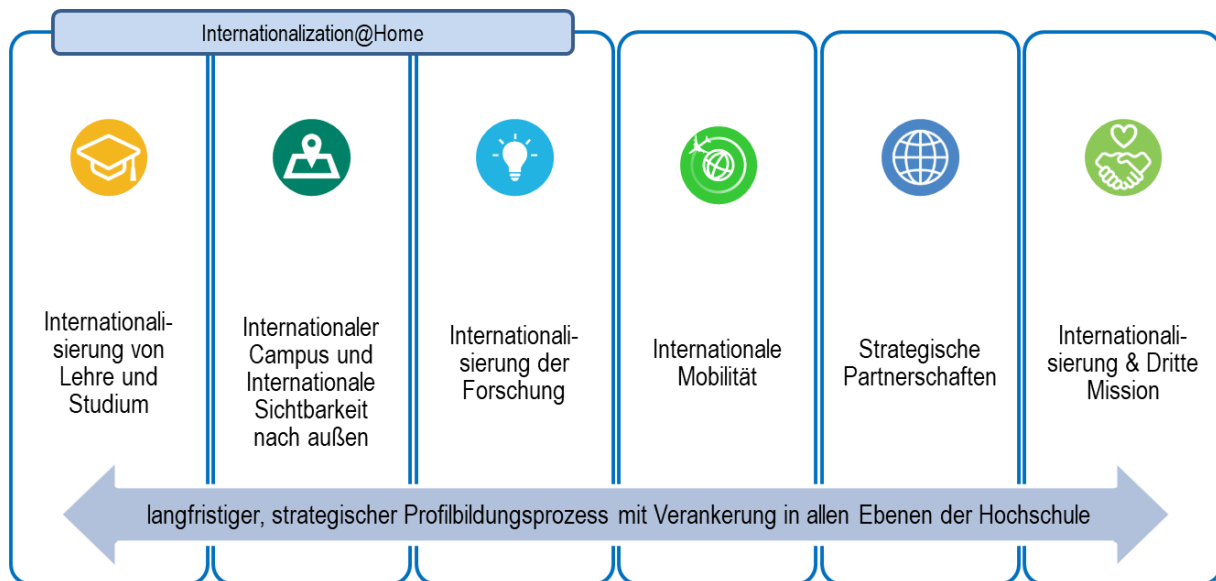 Internationalization@Home
Internationali-
sierung von
Lehre und
Studium
Internationaler
Campus und
Internationale
Sichtbarkeit
nach außen
Internationali-
sierung der
Forschung
Internationale
Mobilität
Strategische
Partnerschaften
Internationali-
sierung & Dritte
Mission
langfristiger, strategischer Profilbildungsprozess mit Verankerung in allen Ebenen der Hochschule